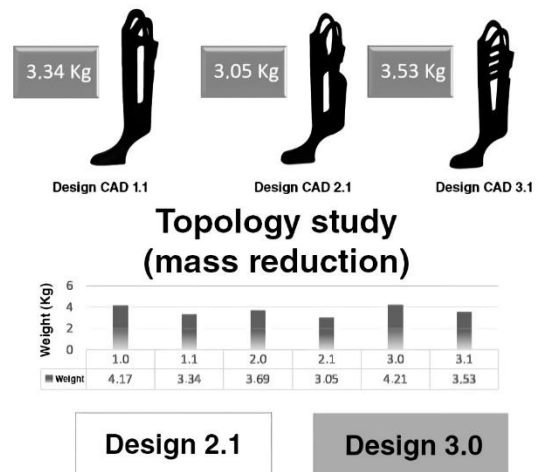 3,34 Kg
3,05 Kg
3,53 Kg
Design CAD 1.1
Design CAD 2.1
Design CAD 3.1
Topology study
(mass reduction)
Weight (Kg)
6
4
2
0
1.0 1.1 2.0 2.1 3.0 3.1
Weight 4.17 3.34 3.69 3.05 4.21 3.53
Design 2.1
Design 3.0